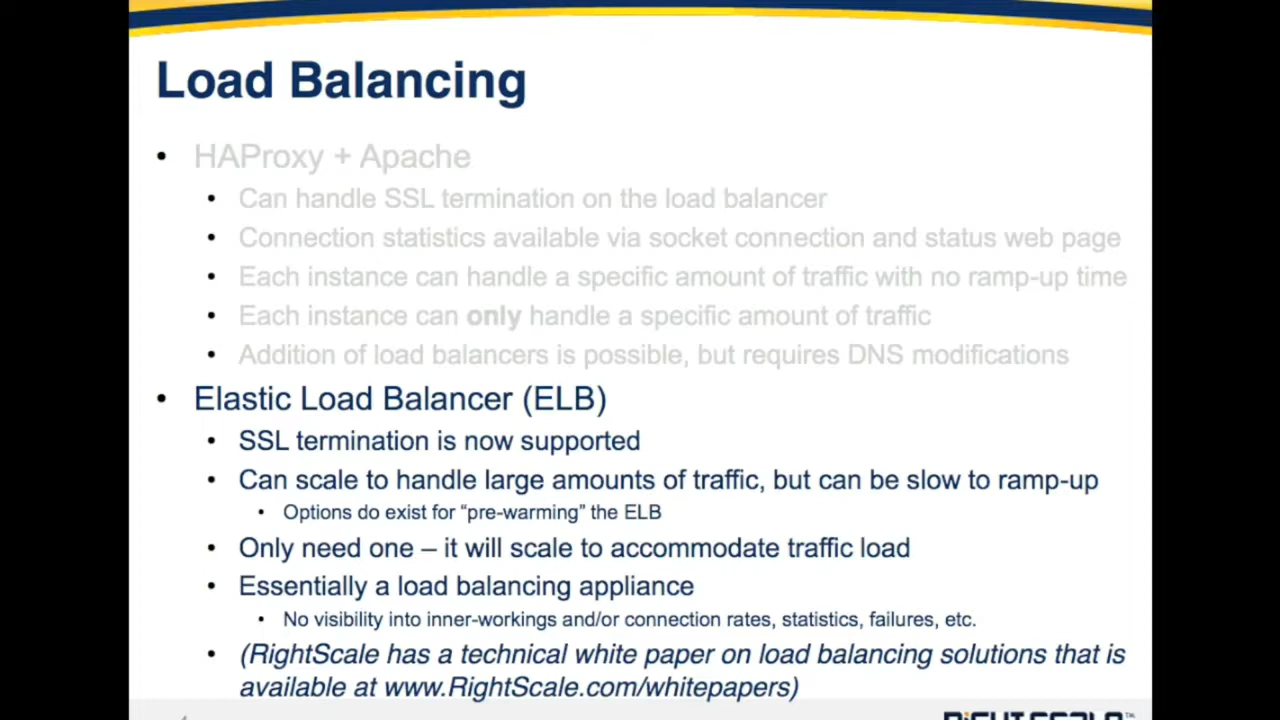 Load Balancing
• HAProxy + Apache
• Can handle SSL termination on the load balancer
• Connection statistics available via socket connection and status web page
• Each instance can handle a specific amount of traffic with no ramp-up time
• Each instance can only handle a specific amount of traffic
• Addition of load balancers is possible, but requires DNS modifications
• Elastic Load Balancer (ELB)
• SSL termination is now supported
• Can scale to handle large amounts of traffic, but can be slow to ramp-up
• Options do exist for “pre-warming” the ELB
• Only need one – it will scale to accommodate traffic load
• Essentially a load balancing appliance
• No visibility into inner-workings and/or connection rates, statistics, failures, etc.
• (RightScale has a technical white paper on load balancing solutions that is
available at www.RightScale.com/whitepapers)
RIGHTSCALE™